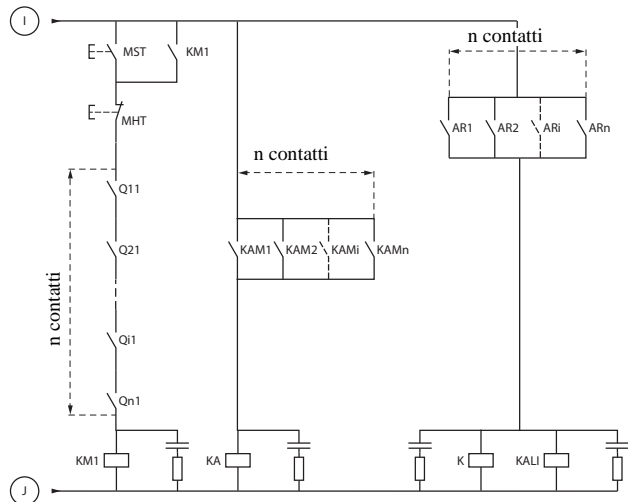 I
MST
KM1
MHT
n contatti
Q11
Q21
Qi1
Qn1
n contatti
KAM1
KAM2
KAMi
KAMn
n contatti
AR1
AR2
ARi
ARn
KM1
KA
K
KALI
J